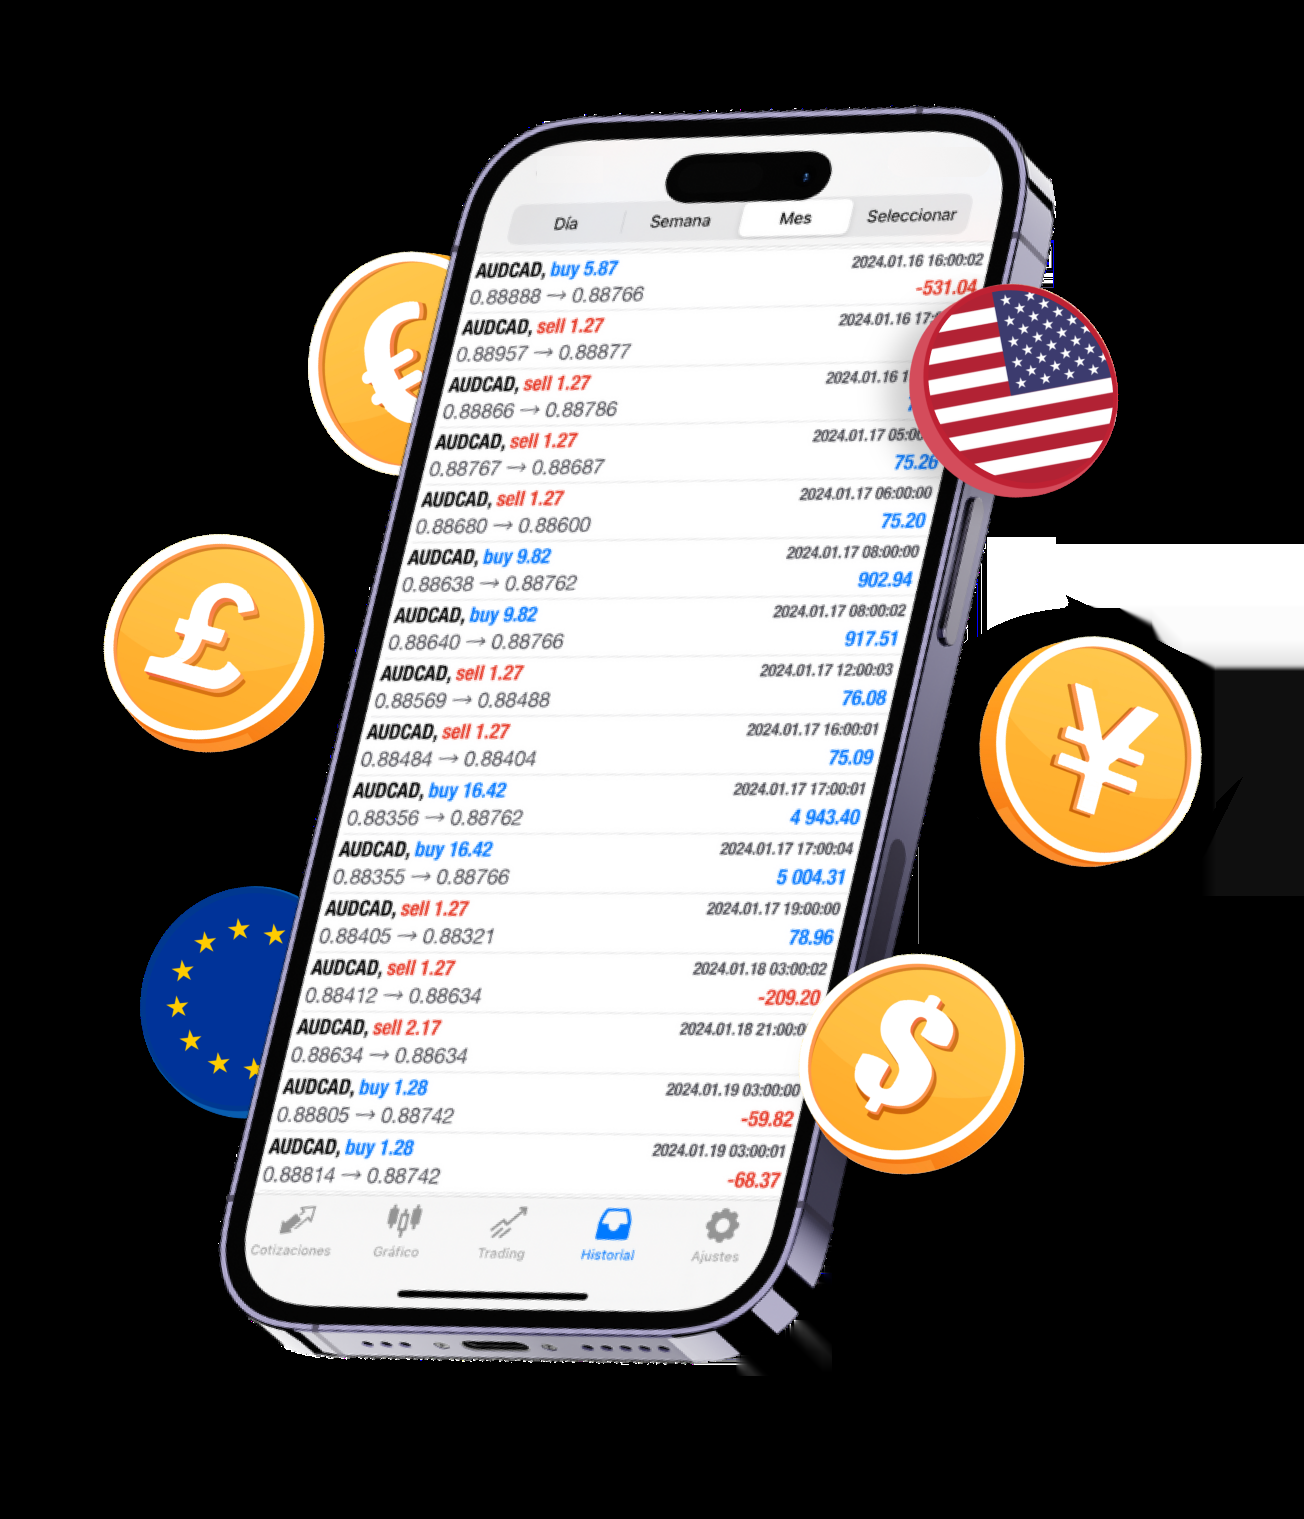 Día Semana Mes Seleccionar
AUDCAD, buy 5.87 2024.01.16 16:00:02
0.88888 → 0.88766 -531.04
AUDCAD, sell 1.27 2024.01.16
0.88957 → 0.88877
AUDCAD, sell 1.27 2024.01.16
0.88866 → 0.88786
AUDCAD, sell 1.27 2024.01.17 05:00
0.88767 → 0.88687 75.26
AUDCAD, sell 1.27 2024.01.17 06:00:00
0.88680 → 0.88600 75.20
AUDCAD, buy 9.82 2024.01.17 08:00:00
0.88638 → 0.88762 902.94
AUDCAD, buy 9.82 2024.01.17 08:00:02
0.88640 → 0.88766 917.51
AUDCAD, sell 1.27 2024.01.17 12:00:03
0.88569 → 0.88488 76.08
AUDCAD, sell 1.27 2024.01.17 16:00:01
0.88484 → 0.88404 75.09
AUDCAD, buy 16.42 2024.01.17 17:00:01
0.88356 → 0.88762 4 943.40
AUDCAD, buy 16.42 2024.01.17 17:00:04
0.88355 → 0.88766 5 004.31
AUDCAD, sell 1.27 2024.01.17 19:00:00
0.88405 → 0.88321 78.96
AUDCAD, sell 1.27 2024.01.18 03:00:02
0.88412 → 0.88634 -209.20
AUDCAD, sell 2.17 2024.01.18 21:00:0
0.88634 → 0.88634
AUDCAD, buy 1.28 2024.01.19 03:00:00
0.88805 → 0.88742 -59.82
AUDCAD, buy 1.28 2024.01.19 03:00:01
0.88814 → 0.88742 -68.37
Cotizaciones Gráfico Trading Historial Ajustes
€
£
¥
$